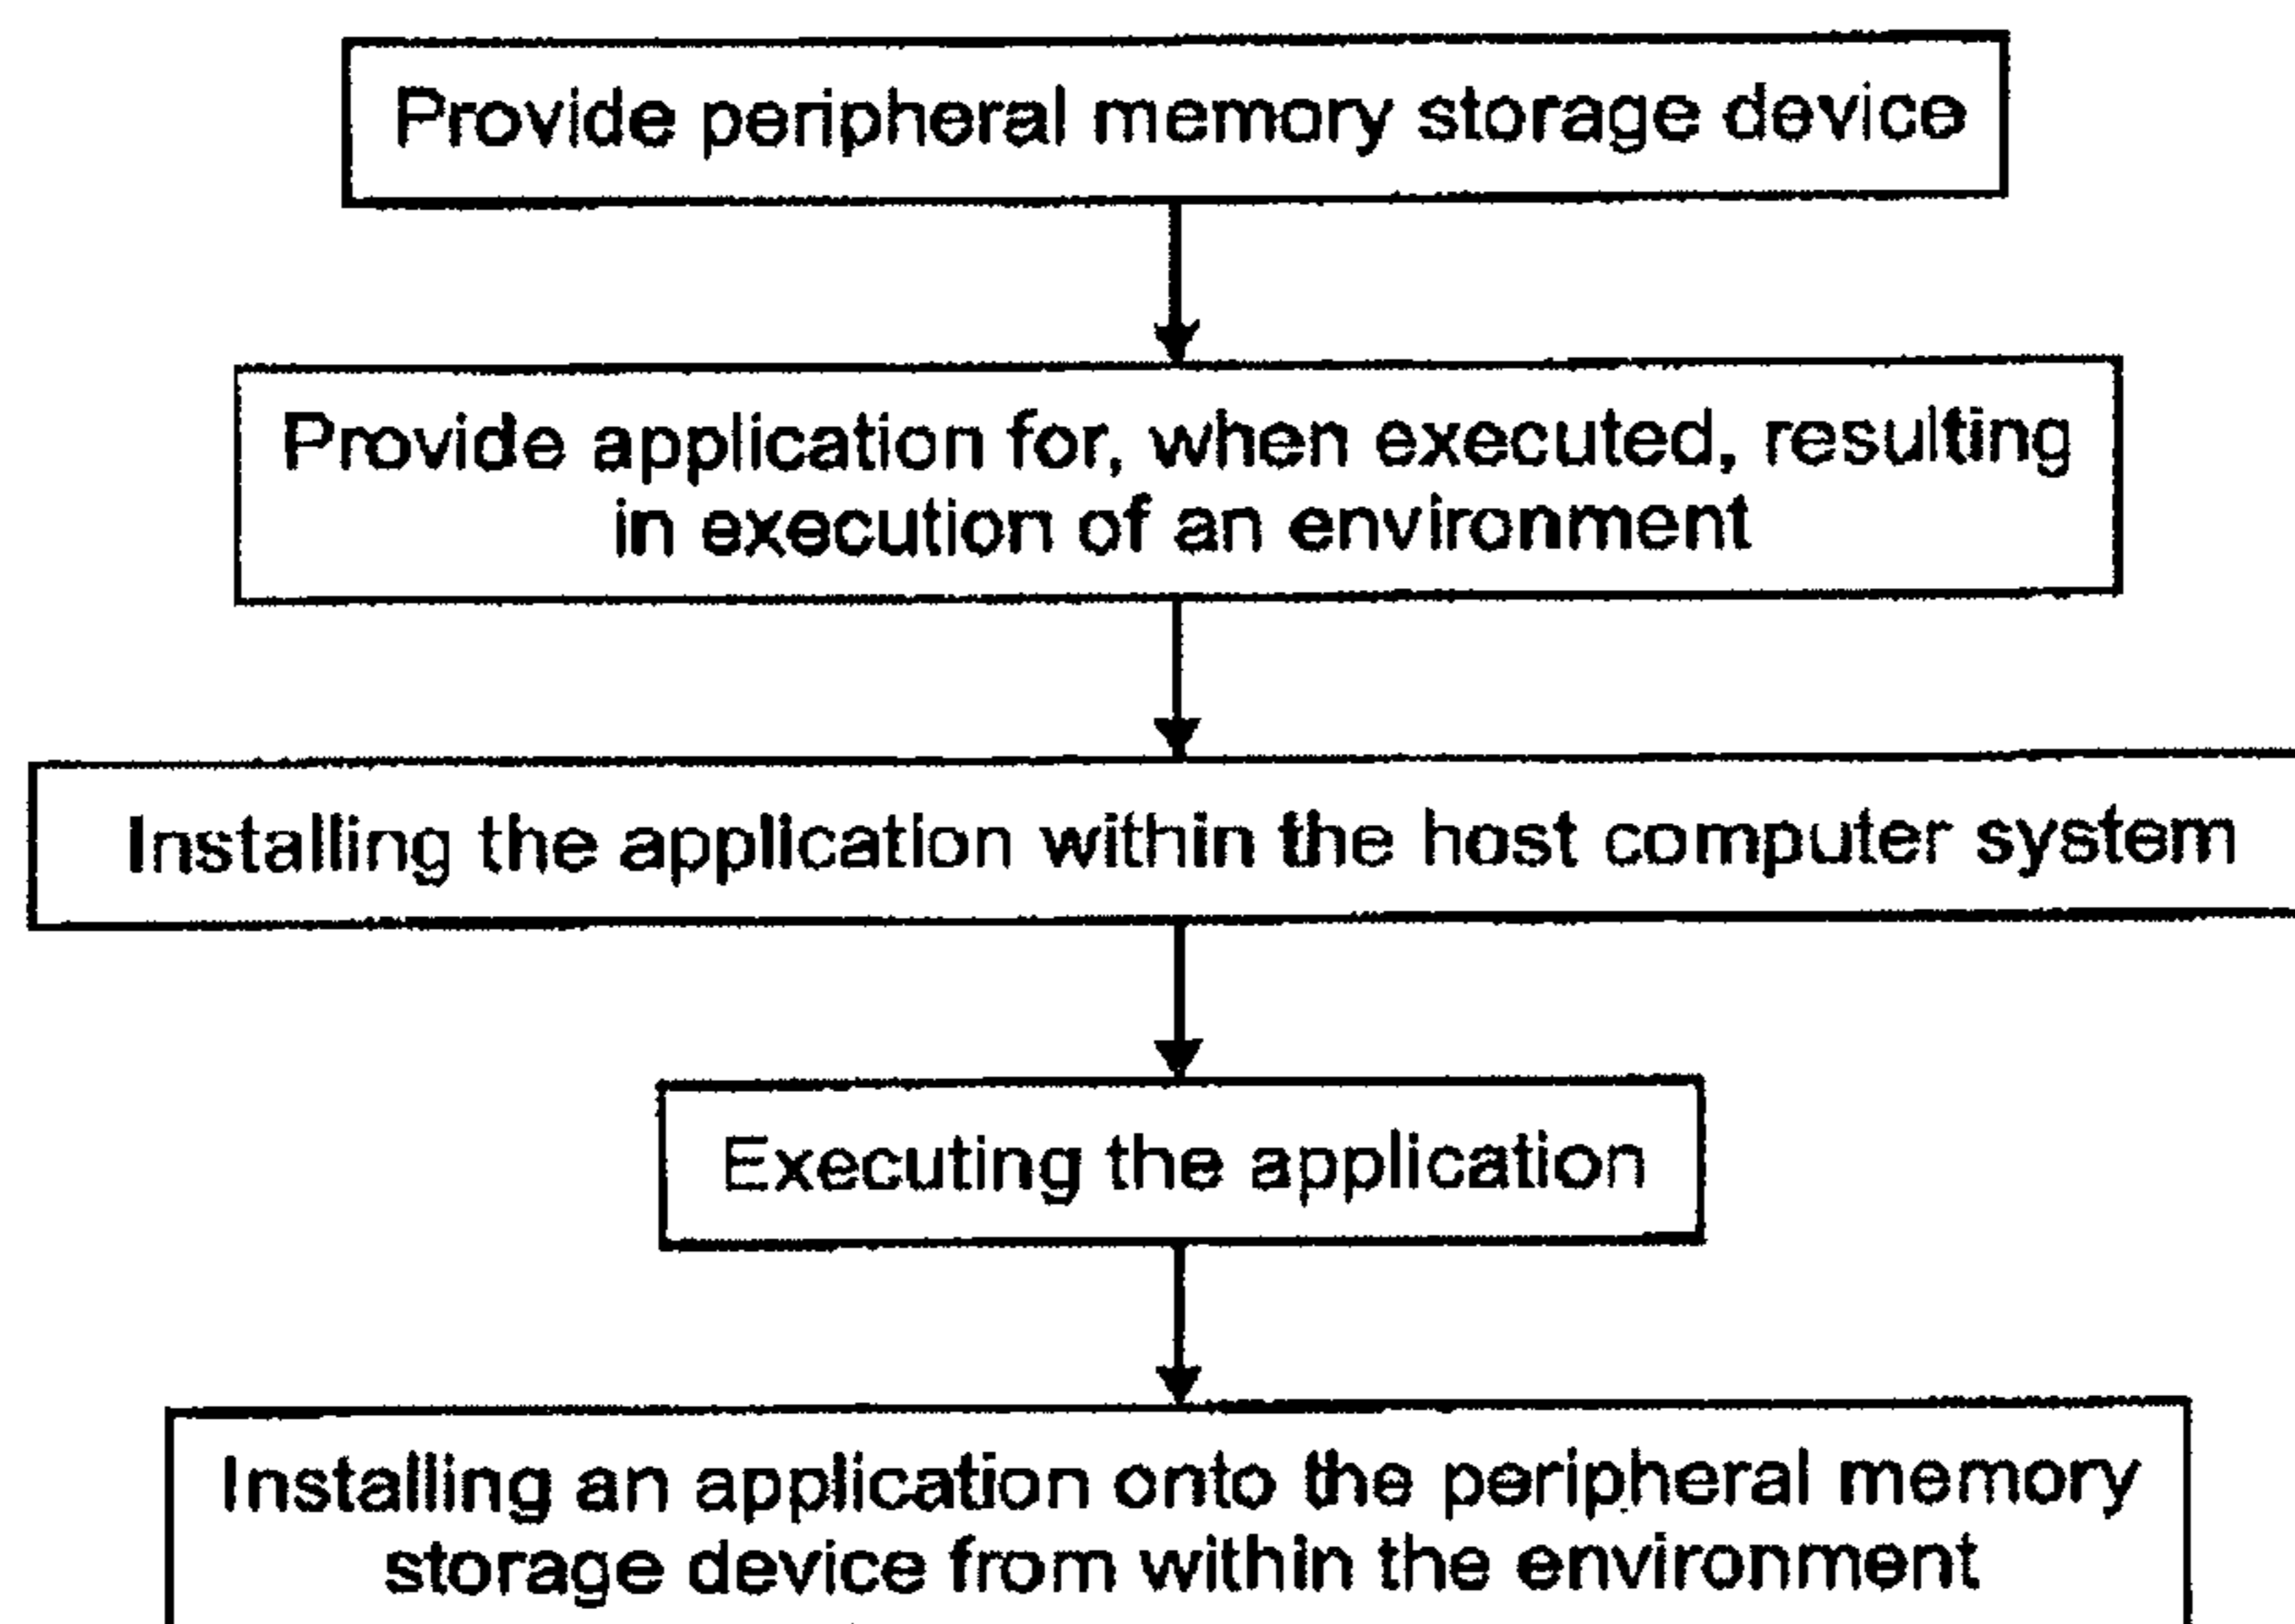 Provide peripheral memory storage device
Provide application for, when executed, resulting
in execution of an environment
Installing the application within the host computer system
Executing the application
Installing an application onto the peripheral memory
storage device from within the environment